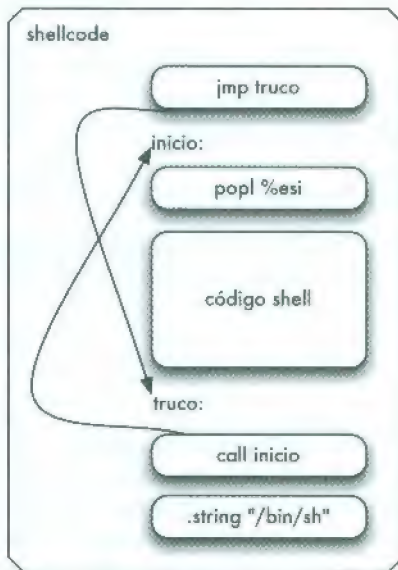 shellcode
jmp truco
inicio:
popl %esi
código shell
truco:
call inicio
.string "/bin/sh"